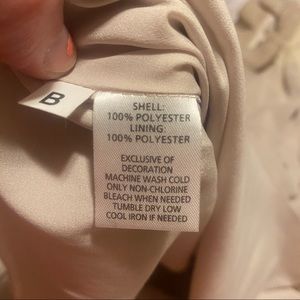 B
SHELL:
100% POLYESTER
LINING:
100% POLYESTER
EXCLUSIVE OF
DECORATION
MACHINE WASH COLD
ONLY NON-CHLORINE
BLEACH WHEN NEEDED
TUMBLE DRY LOW
COOL IRON IF NEEDED